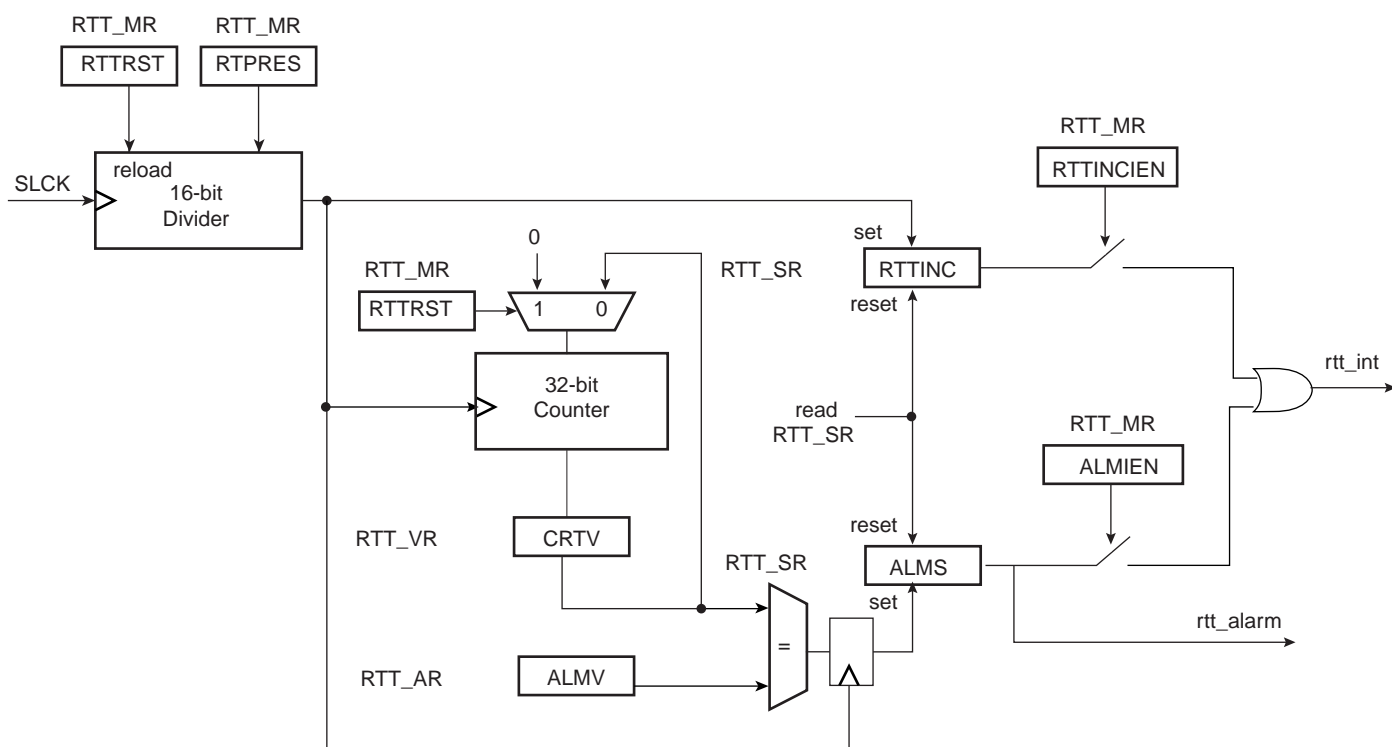 RTT_MR
RTT_MR
RTTRST
RTPRES
RTT_MR
reload
RTTINCIEN
SLCK
16-bit
Divider
0
set
RTT_MR
RTT_SR
RTTINC
RTTRST
1
0
reset
32-bit
Counter
rtt_int
read
RTT_SR
RTT_MR
ALMIEN
reset
RTT_VR
CRTV
RTT_SR
ALMS
set
rtt_alarm
=
RTT_AR
ALMV